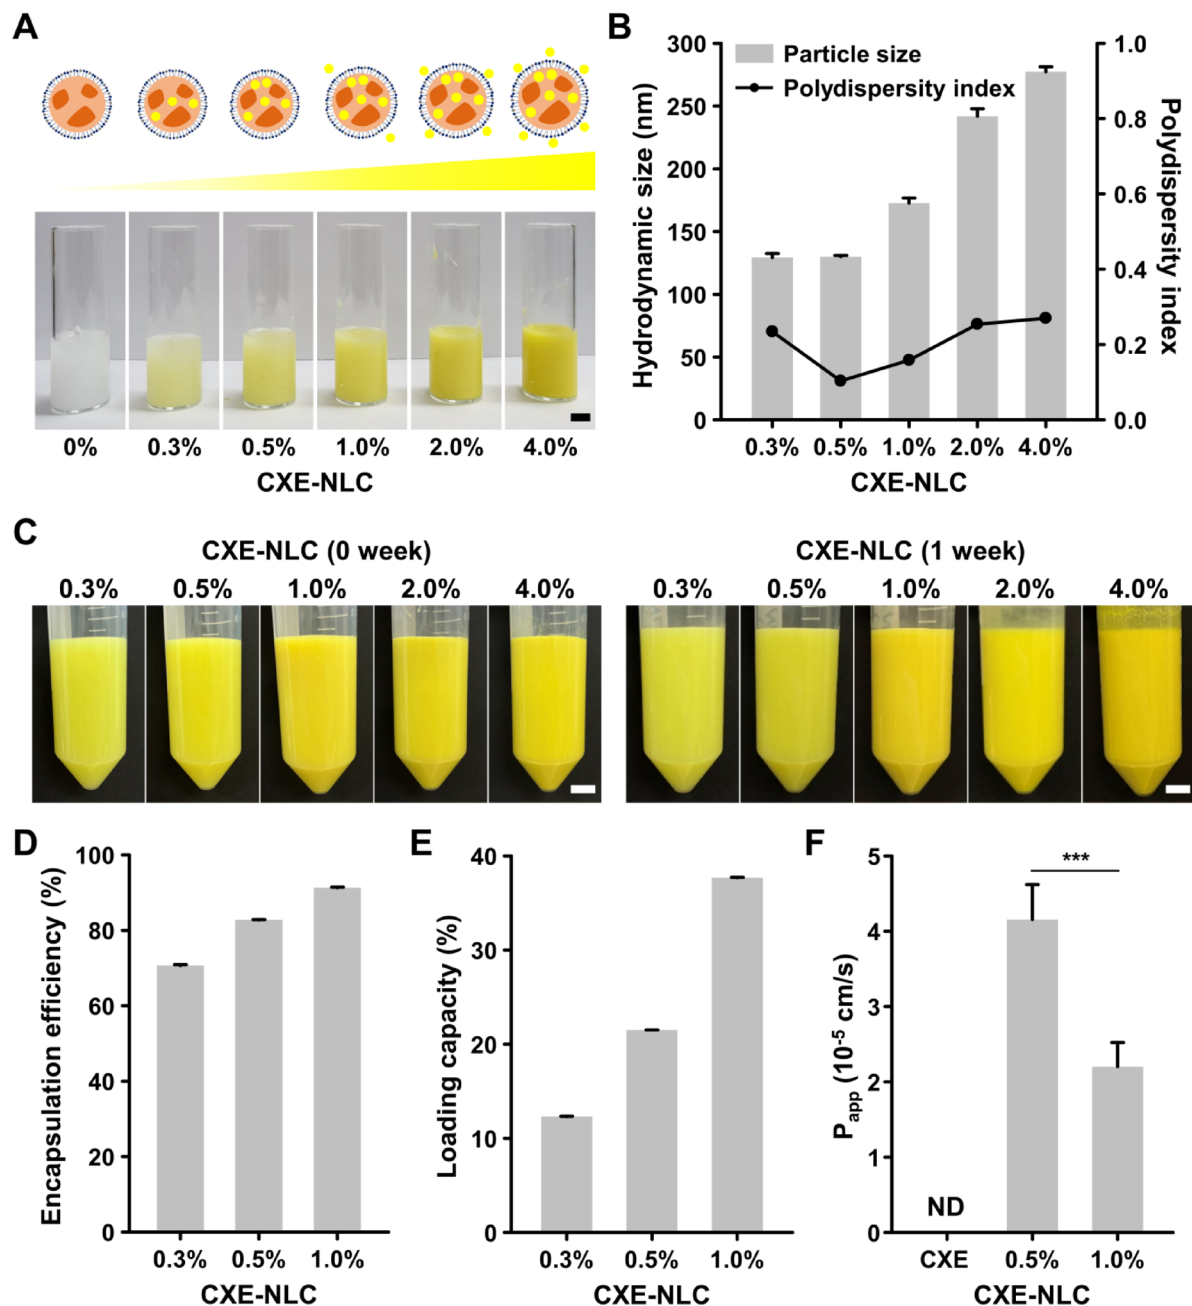 A
0% 0.3% 0.5% 1.0% 2.0% 4.0%
CXE-NLC
B
Particle size
Polydispersity index
Hydrodynamic size (nm)
300
250
200
150
100
50
0
Polydispersity index
1.0
0.8
0.6
0.4
0.2
0.0
0.3% 0.5% 1.0% 2.0% 4.0%
CXE-NLC
C
CXE-NLC (0 week)
0.3% 0.5% 1.0% 2.0% 4.0%
CXE-NLC (1 week)
0.3% 0.5% 1.0% 2.0% 4.0%
D
Encapsulation efficiency (%)
100
80
60
40
20
0
0.3% 0.5% 1.0%
CXE-NLC
E
Loading capacity (%)
40
30
20
10
0
0.3% 0.5% 1.0%
CXE-NLC
F
Papp (10-5 cm/s)
5
4
3
2
1
0
***
ND
CXE 0.5% 1.0%
CXE-NLC